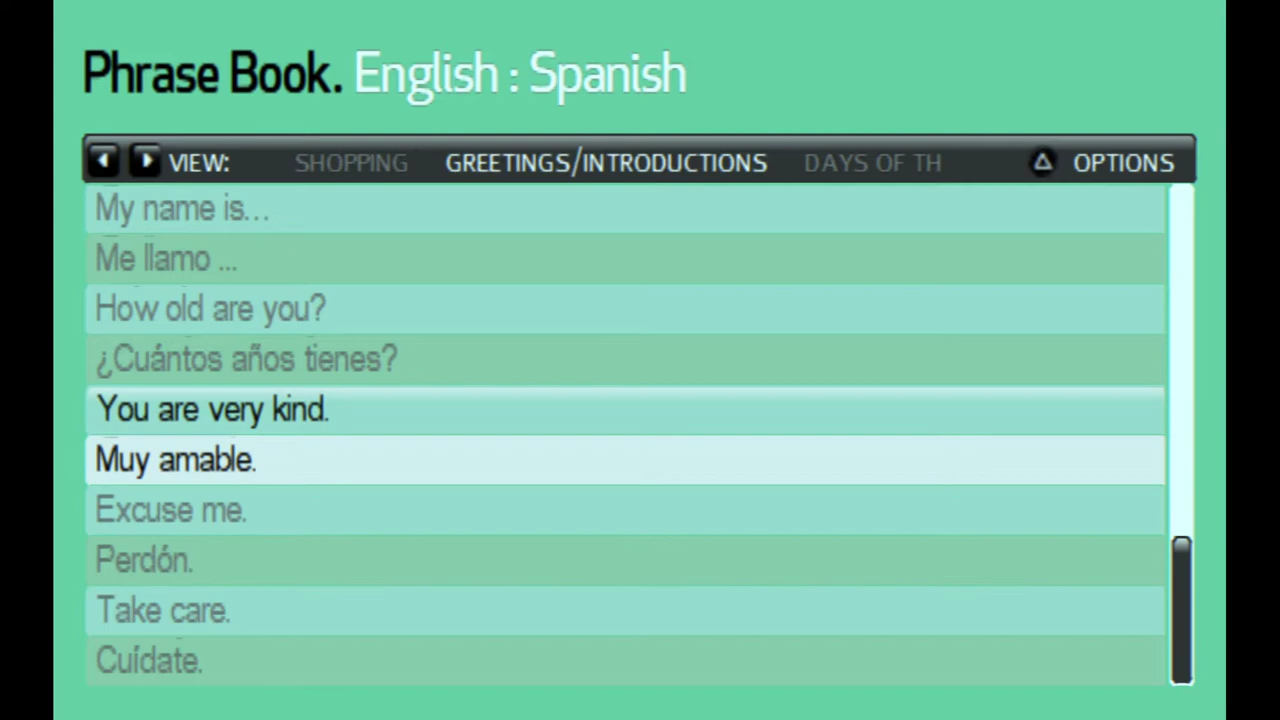 Phrase Book. English : Spanish
VIEW: SHOPPING GREETINGS/INTRODUCTIONS DAYS OF TH OPTIONS
My name is...
Me llamo ...
How old are you?
¿Cuántos años tienes?
You are very kind.
Muy amable.
Excuse me.
Perdón.
Take care.
Cuídate.